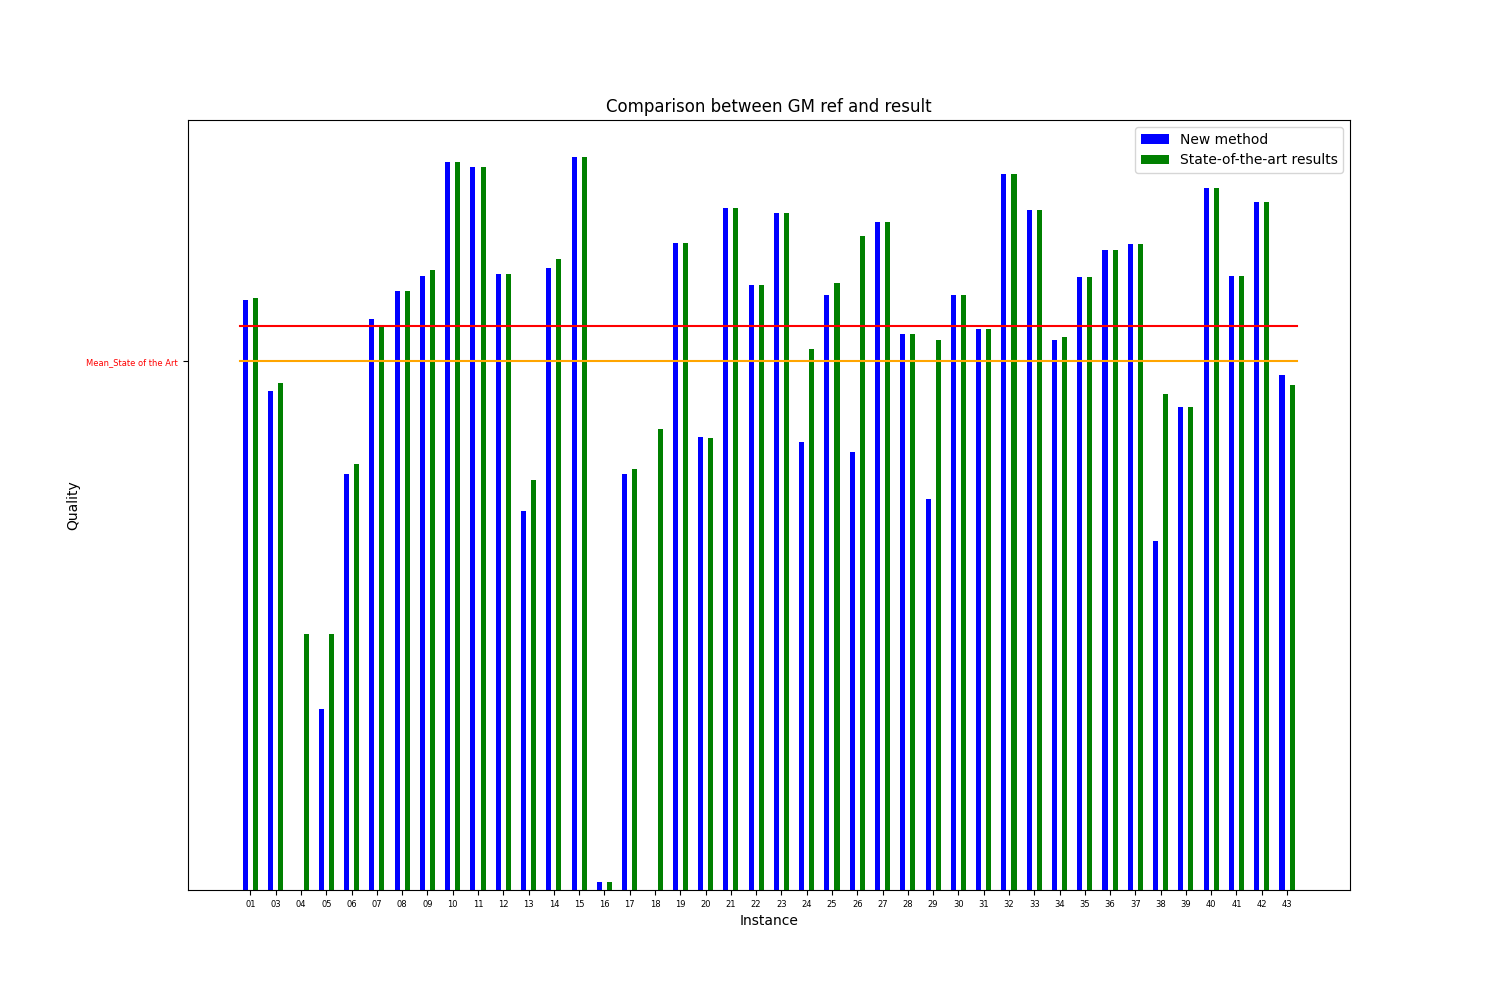 Comparison between GM ref and result
New method
State-of-the-art results
Mean_State of the Art
Quality
01 03 04 05 06 07 08 09 10 11 12 13 14 15 16 17 18 19 20 21 22 23 24 25 26 27 28 29 30 31 32 33 34 35 36 37 38 39 40 41 42 43
Instance